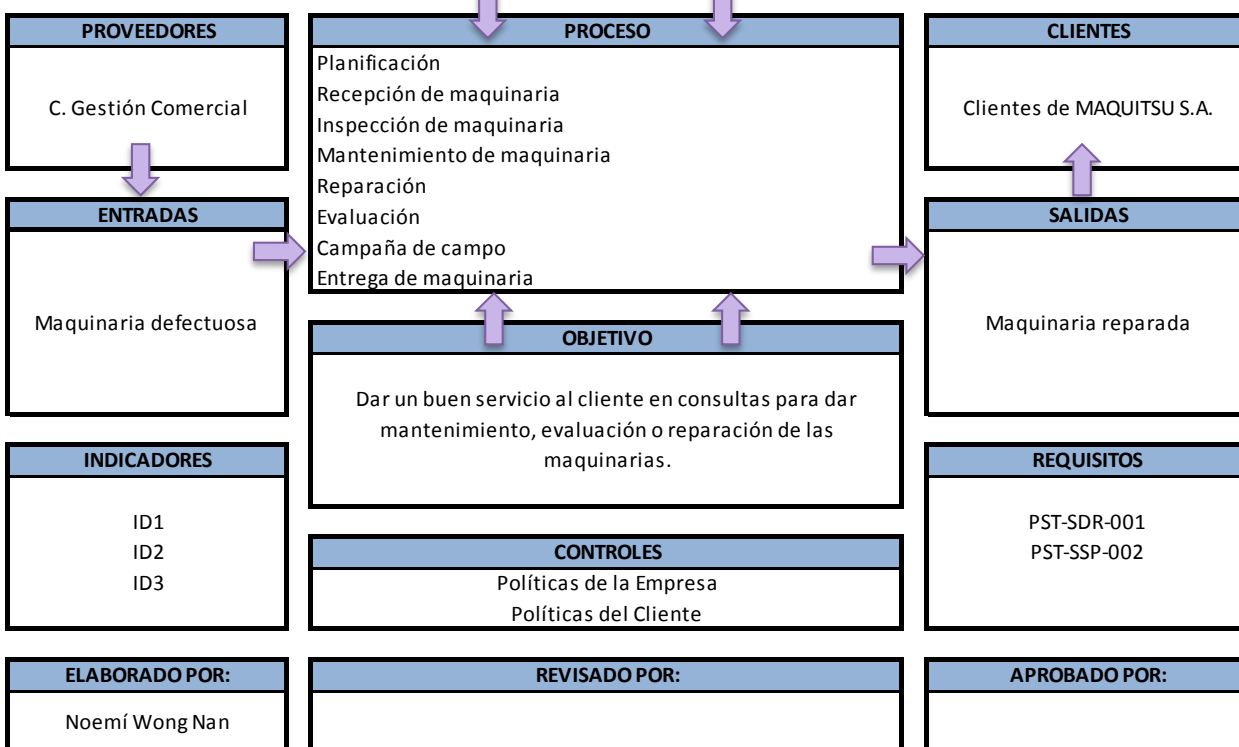 PROVEEDORES
C. Gestión Comercial
PROCESO
Planificación
Recepción de maquinaria
Inspección de maquinaria
Mantenimiento de maquinaria
Reparación
Evaluación
Campaña de campo
Entrega de maquinaria
CLIENTES
Clientes de MAQUITSU S.A.
ENTRADAS
Maquinaria defectuosa
OBJETIVO
Dar un buen servicio al cliente en consultas para dar
mantenimiento, evaluación o reparación de las
maquinarias.
SALIDAS
Maquinaria reparada
INDICADORES
ID1
ID2
ID3
CONTROLES
Políticas de la Empresa
Políticas del Cliente
REQUISITOS
PST-SDR-001
PST-SSP-002
ELABORADO POR:
Noemí Wong Nan
REVISADO POR:
APROBADO POR: